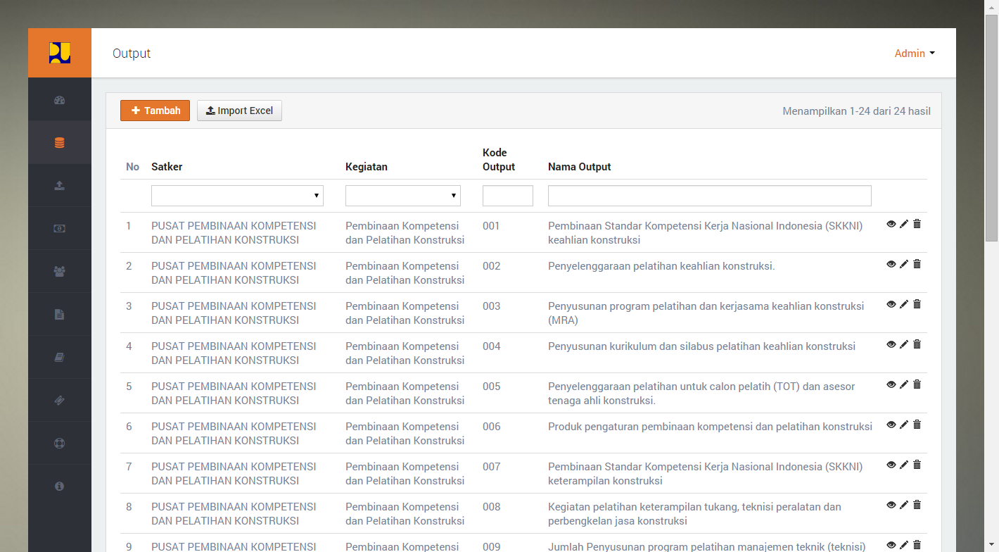 Output
Admin
Tambah
Import Excel
Menampilkan 1-24 dari 24 hasil
No Satker Kegiatan Kode Output Nama Output
1 PUSAT PEMBINAAN KOMPETENSI Pembinaan Kompetensi 001 Pembinaan Standar Kompetensi Kerja Nasional Indonesia (SKKNI)
DAN PELATIHAN KONSTRUKSI dan Pelatihan Konstruksi keahlian konstruksi
2 PUSAT PEMBINAAN KOMPETENSI Pembinaan Kompetensi 002 Penyelenggaraan pelatihan keahlian konstruksi.
DAN PELATIHAN KONSTRUKSI dan Pelatihan Konstruksi
3 PUSAT PEMBINAAN KOMPETENSI Pembinaan Kompetensi 003 Penyusunan program pelatihan dan kerjasama keahlian konstruksi
DAN PELATIHAN KONSTRUKSI dan Pelatihan Konstruksi (MRA)
4 PUSAT PEMBINAAN KOMPETENSI Pembinaan Kompetensi 004 Penyusunan kurikulum dan silabus pelatihan keahlian konstruksi
DAN PELATIHAN KONSTRUKSI dan Pelatihan Konstruksi
5 PUSAT PEMBINAAN KOMPETENSI Pembinaan Kompetensi 005 Penyelenggaraan pelatihan untuk calon pelatih (TOT) dan asesor
DAN PELATIHAN KONSTRUKSI dan Pelatihan Konstruksi tenaga ahli konstruksi.
6 PUSAT PEMBINAAN KOMPETENSI Pembinaan Kompetensi 006 Produk pengaturan pembinaan kompetensi dan pelatihan konstruksi
DAN PELATIHAN KONSTRUKSI dan Pelatihan Konstruksi
7 PUSAT PEMBINAAN KOMPETENSI Pembinaan Kompetensi 007 Pembinaan Standar Kompetensi Kerja Nasional Indonesia (SKKNI)
DAN PELATIHAN KONSTRUKSI dan Pelatihan Konstruksi keterampilan konstruksi
8 PUSAT PEMBINAAN KOMPETENSI Pembinaan Kompetensi 008 Kegiatan pelatihan keterampilan tukang, teknisi peralatan dan
DAN PELATIHAN KONSTRUKSI dan Pelatihan Konstruksi perbengkelan jasa konstruksi
9 PUSAT PEMBINAAN KOMPETENSI Pembinaan Kompetensi 009 Jumlah Penyusunan program pelatihan manajemen teknik (teknisi)